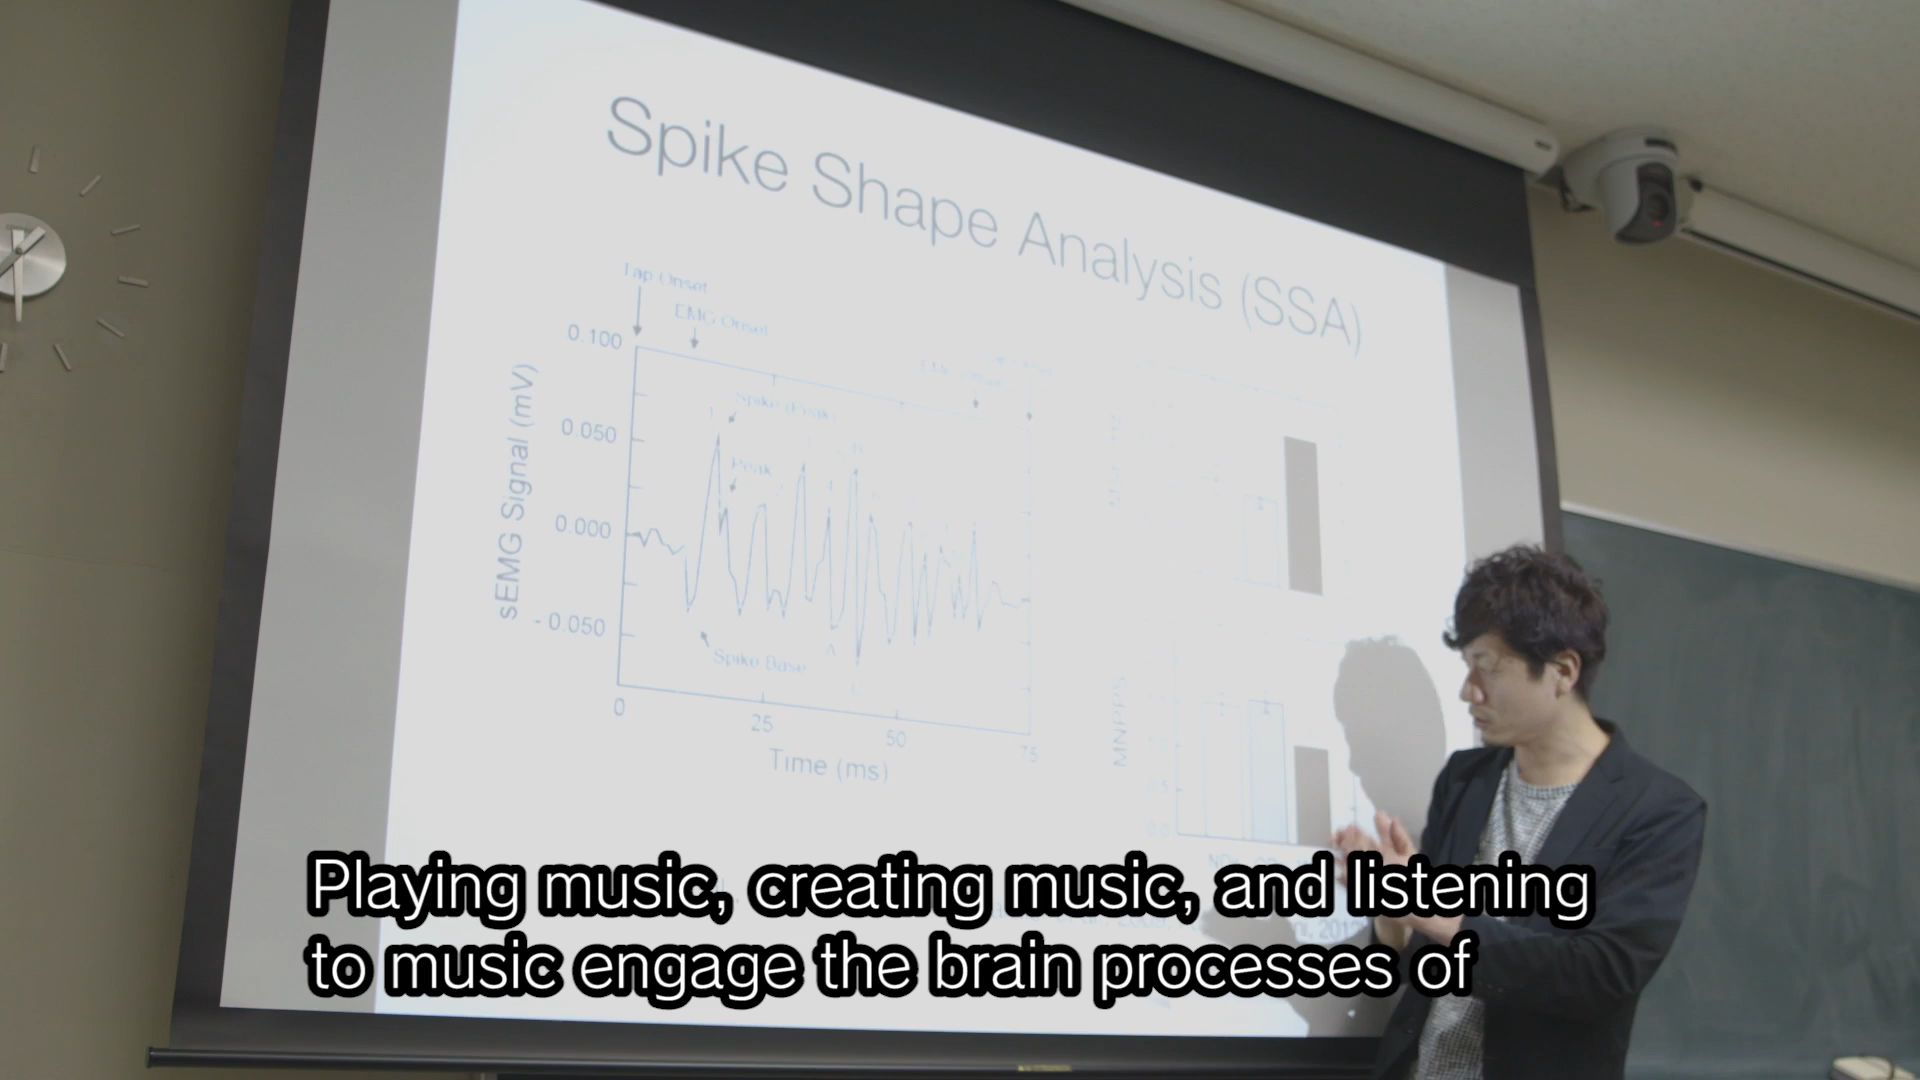 Spike Shape Analysis (SSA)
Tap Onset
EMG Onset
0.100
0.050
0.000
- 0.050
sEMG Signal (mV)
Peak
Spike Base
0
25
50
75
Time (ms)
MNPPS
Playing music, creating music, and listening
to music engage the brain processes of